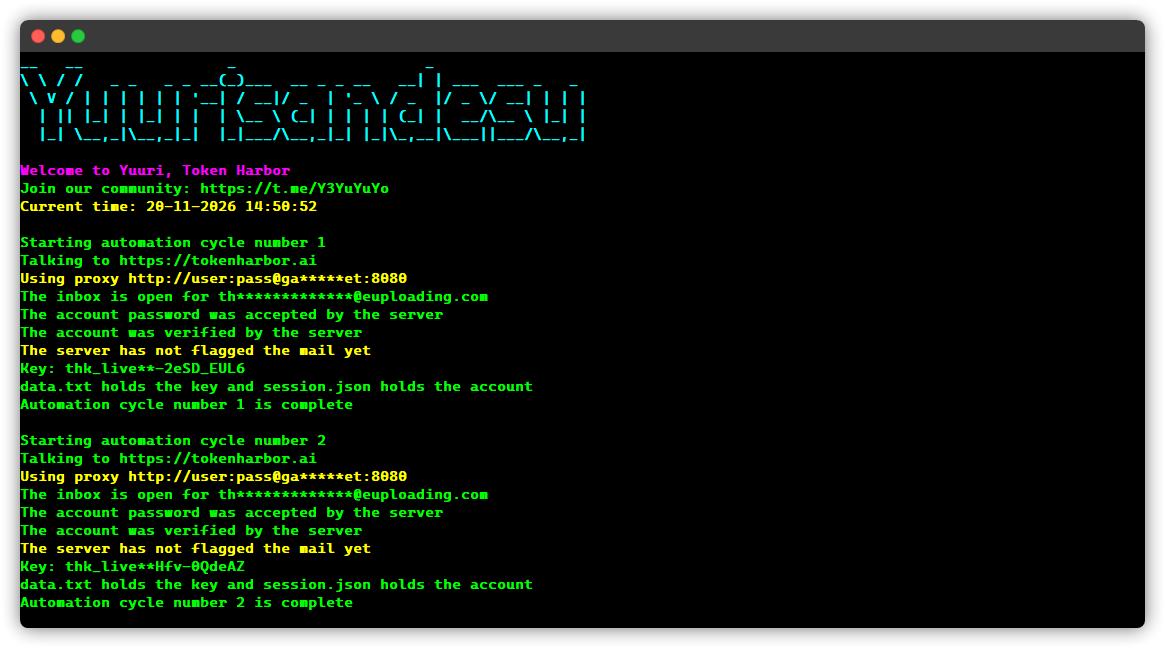 Yuurisandesu
Welcome to Yuuri, Token Harbor
Join our community: https://t.me/Y3YuYuYo
Current time: 20-11-2026 14:50:52
Starting automation cycle number 1
Talking to https://tokenharbor.ai
Using proxy http://user:pass@ga*****et:8080
The inbox is open for th*************@euploading.com
The account password was accepted by the server
The account was verified by the server
The server has not flagged the mail yet
Key: thk_live**-2eSD_EUL6
data.txt holds the key and session.json holds the account
Automation cycle number 1 is complete
Starting automation cycle number 2
Talking to https://tokenharbor.ai
Using proxy http://user:pass@ga*****et:8080
The inbox is open for th*************@euploading.com
The account password was accepted by the server
The account was verified by the server
The server has not flagged the mail yet
Key: thk_live**Hfv-0QdeAZ
data.txt holds the key and session.json holds the account
Automation cycle number 2 is complete